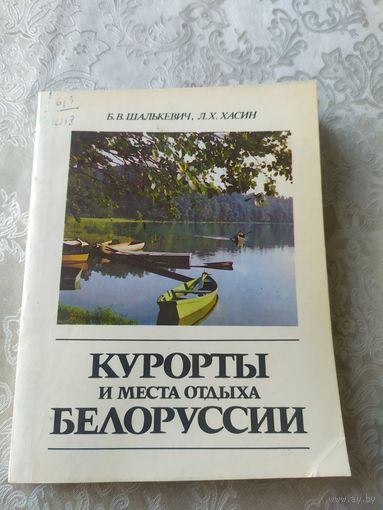 Б. В. ШАЛЬКЕВИЧ, Л. Х. ХАСИН
КУРОРТЫ
И МЕСТА ОТДЫХА
БЕЛОРУССИИ